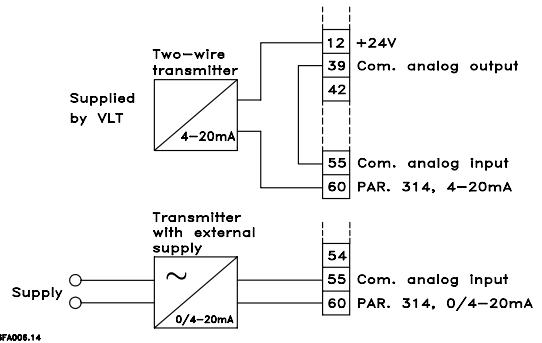 12 +24V
Two-wire
transmitter
39 Com. analog output
42
Supplied
by VLT
4-20mA
55 Com. analog input
60 PAR. 314, 4-20mA
Transmitter
with external
supply
54
~
55 Com. analog input
Supply
60 PAR. 314, 0/4-20mA
0/4-20mA
SFA006.14